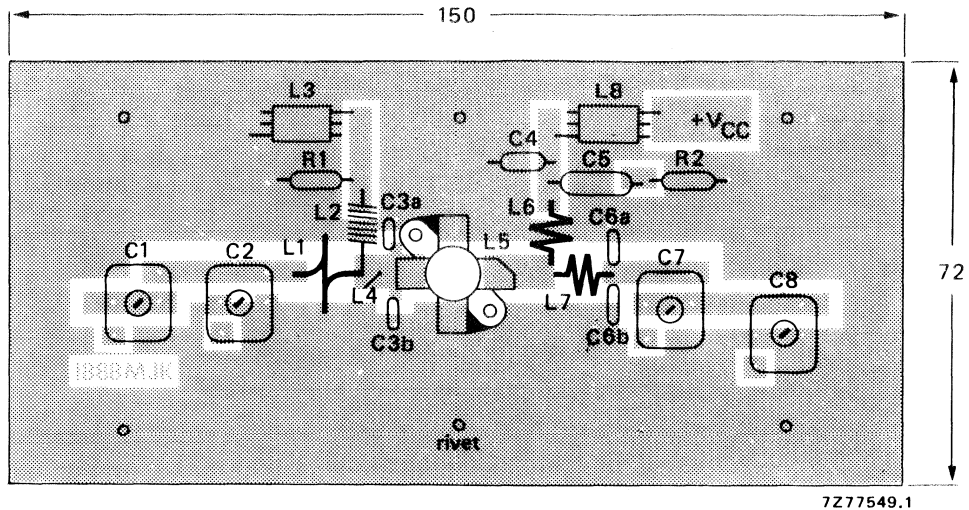 150
L3
L8
+VCC
C4
R1
C5
R2
L2
C3a
L6
C6a
C1
C2
L1
L5
C7
C8
72
L4
L7
C3b
C6b
rivet
7Z77549.1